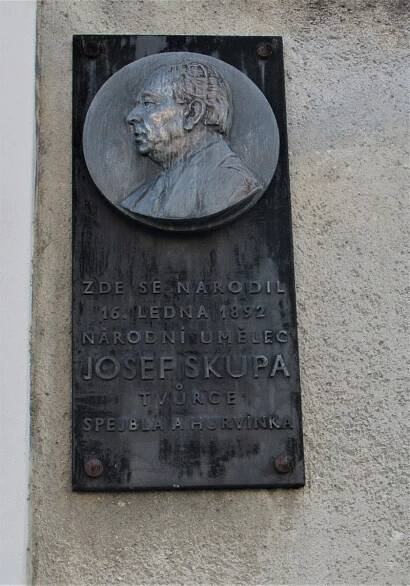 ZDE SE NARODIL
16. LEDNA 1892
NÁRODNÍ UMĚLEC
JOSEF SKUPA
TVŮRCE
SPEJBLA A HURVÍNKA